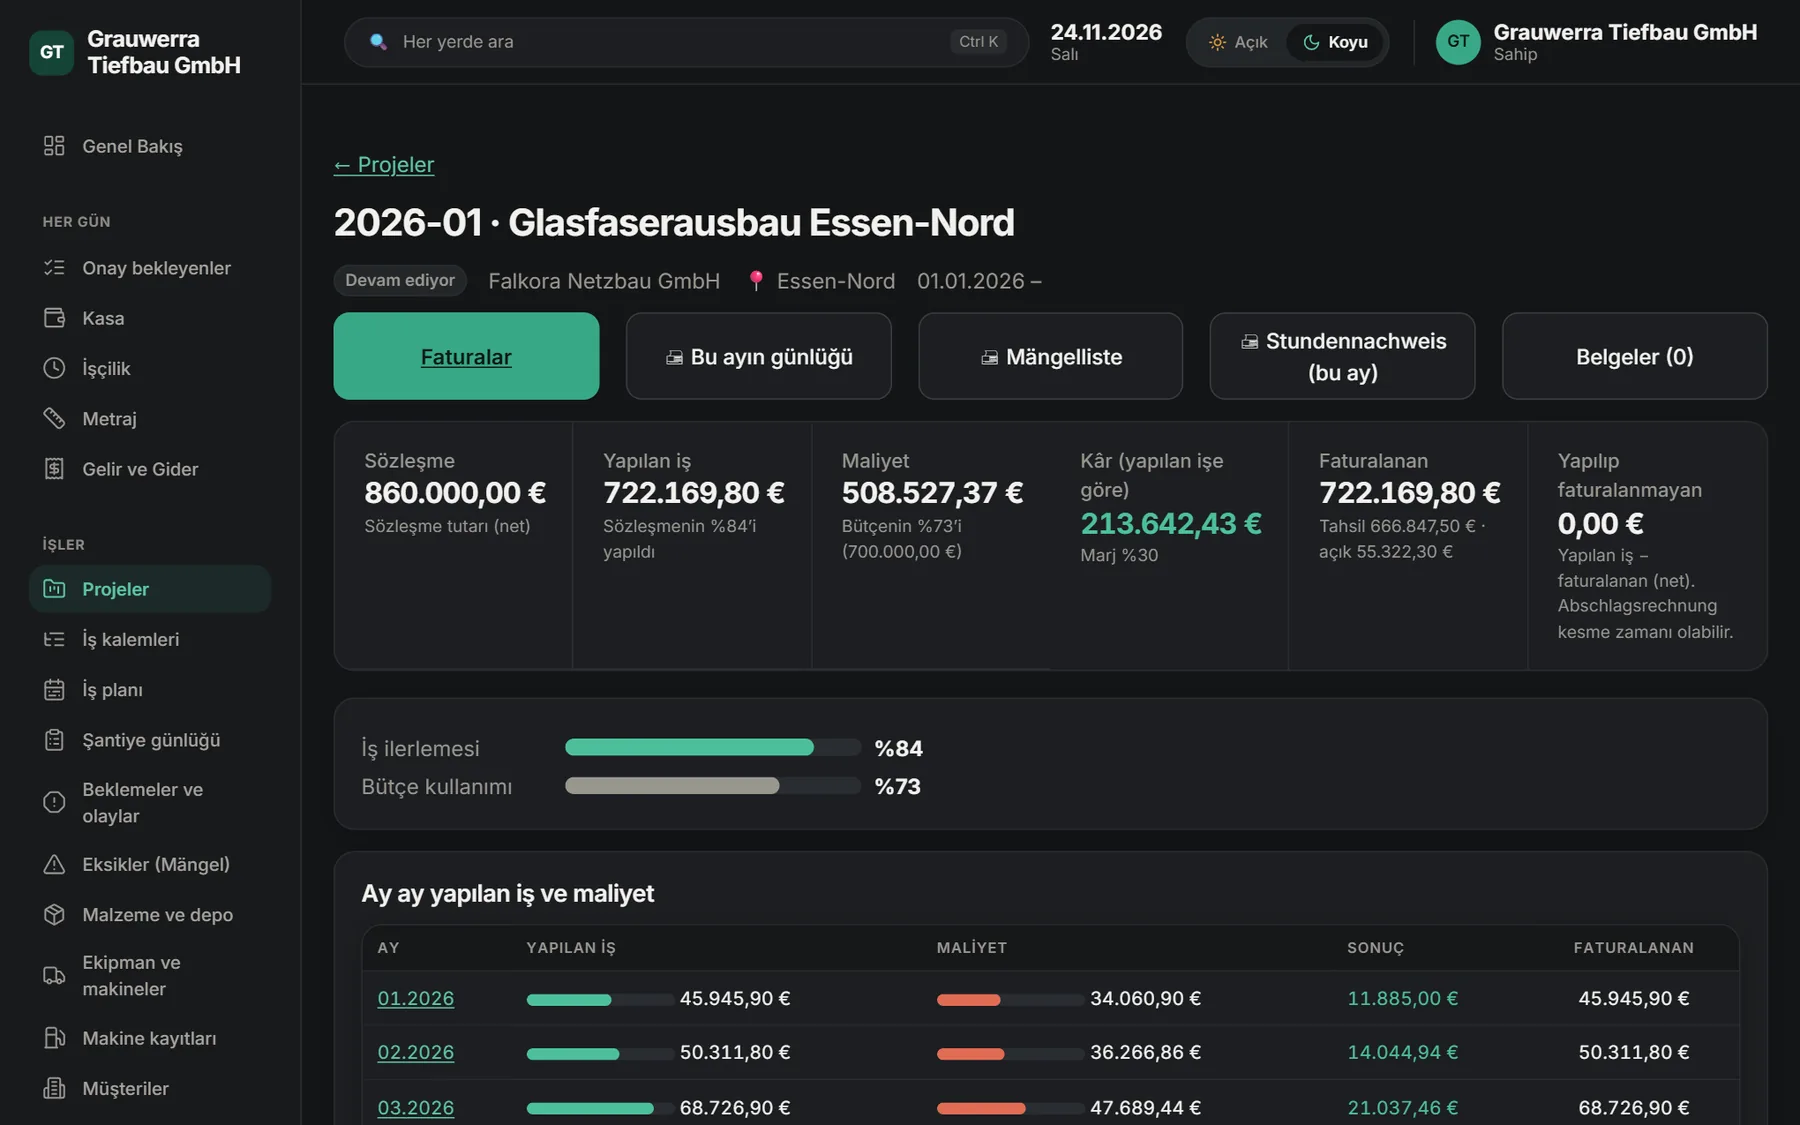 GT
Grauwerra
Tiefbau GmbH
Her yerde ara
Ctrl K
24.11.2026
Salı
Açık
Koyu
GT
Grauwerra Tiefbau GmbH
Sahip
Genel Bakış
HER GÜN
Onay bekleyenler
Kasa
İşçilik
Metraj
Gelir ve Gider
İŞLER
Projeler
İş kalemleri
İş planı
Şantiye günlüğü
Beklemeler ve
olaylar
Eksikler (Mängel)
Malzeme ve depo
Ekipman ve
makineler
Makine kayıtları
Müşteriler
← Projeler
2026-01 · Glasfaserausbau Essen-Nord
Devam ediyor
Falkora Netzbau GmbH
Essen-Nord
01.01.2026 –
Faturalar
Bu ayın günlüğü
Mängelliste
Stundennachweis
(bu ay)
Belgeler (0)
Sözleşme
860.000,00 €
Sözleşme tutarı (net)
Yapılan iş
722.169,80 €
Sözleşmenin %84’i
yapıldı
Maliyet
508.527,37 €
Bütçenin %73’i
(700.000,00 €)
Kâr (yapılan işe
göre)
213.642,43 €
Marj %30
Faturalanan
722.169,80 €
Tahsil 666.847,50 € ·
açık 55.322,30 €
Yapılıp
faturalanmayan
0,00 €
Yapılan iş –
faturalanan (net).
Abschlagsrechnung
kesme zamanı olabilir.
İş ilerlemesi %84
Bütçe kullanımı %73
Ay ay yapılan iş ve maliyet
AY YAPILAN İŞ MALİYET SONUÇ FATURALANAN
01.2026 45.945,90 € 34.060,90 € 11.885,00 € 45.945,90 €
02.2026 50.311,80 € 36.266,86 € 14.044,94 € 50.311,80 €
03.2026 68.726,90 € 47.689,44 € 21.037,46 € 68.726,90 €